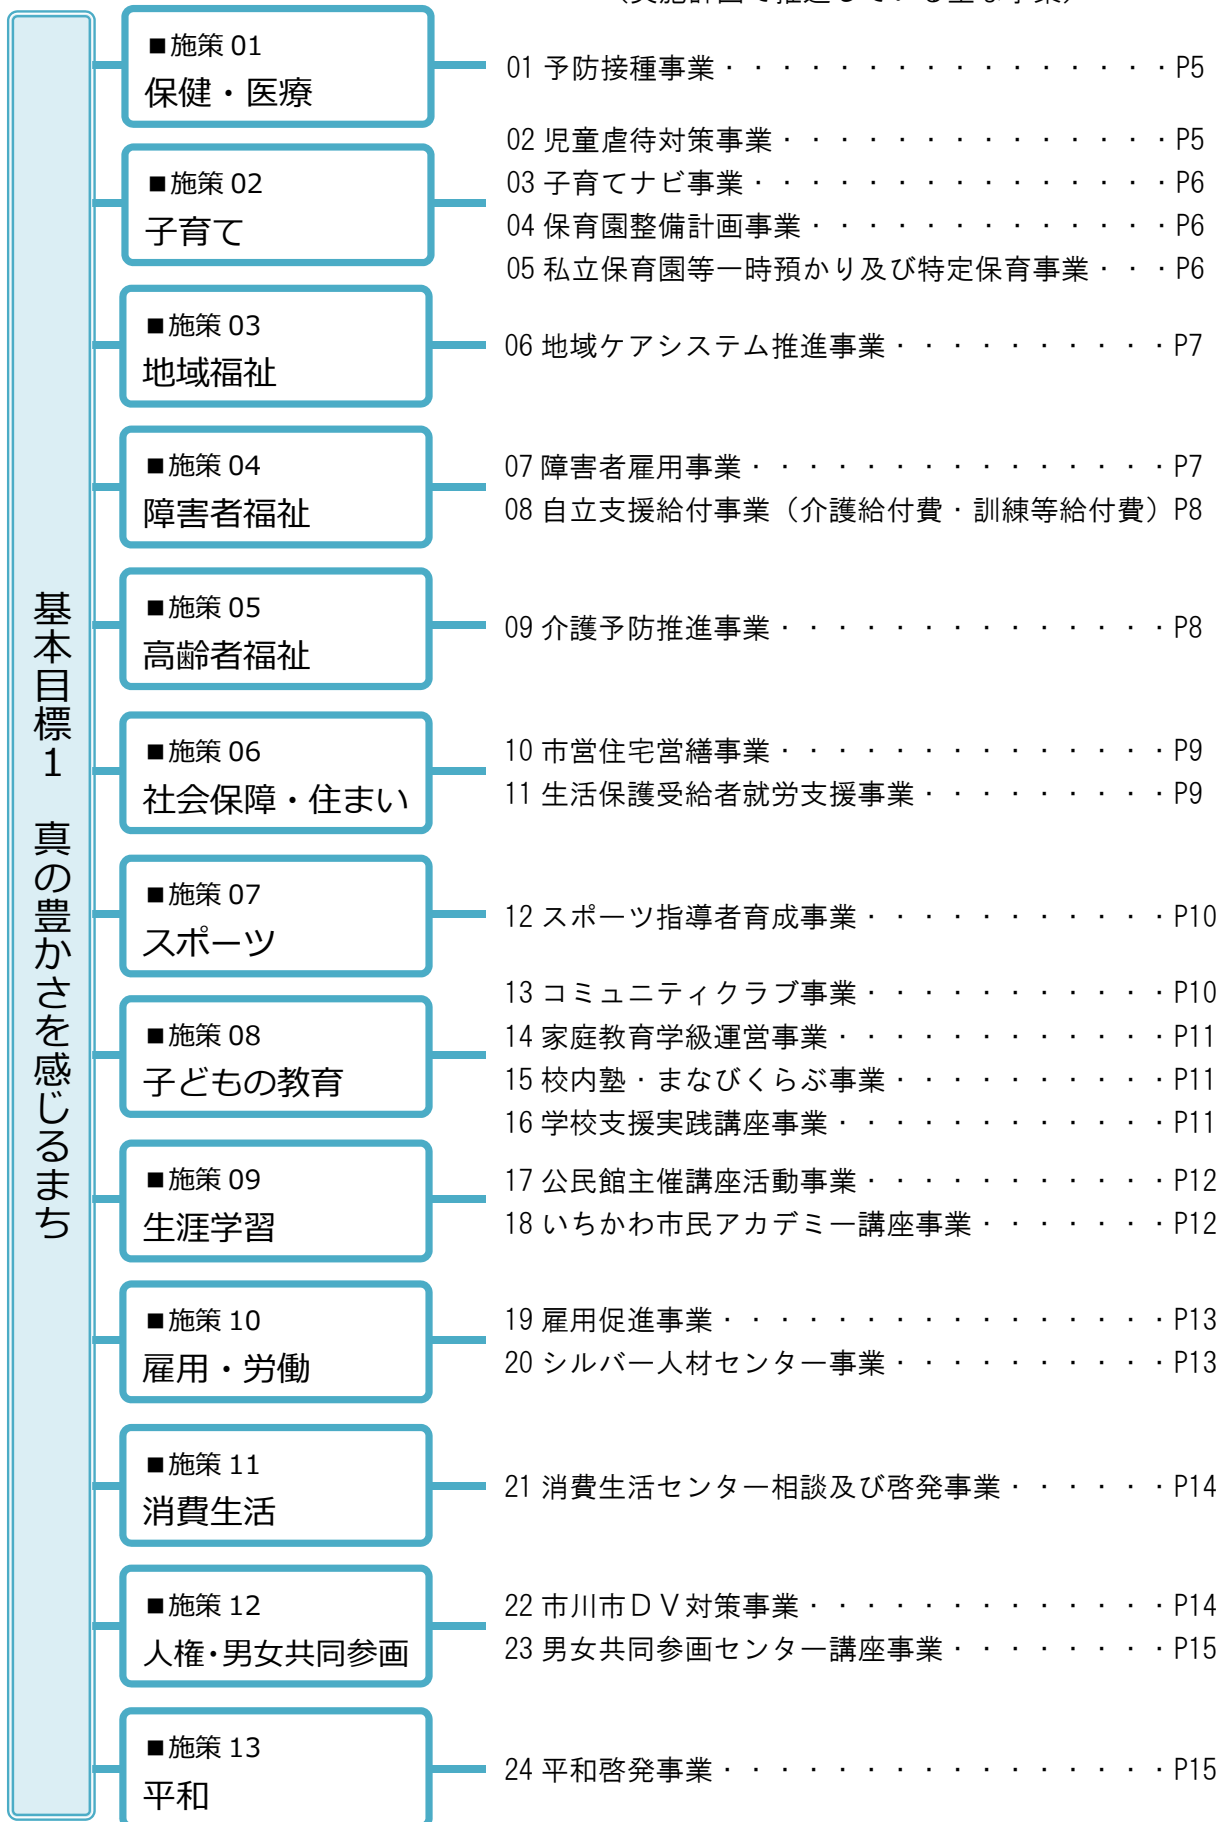 （実施計画で推進している主な事業）
基本目標１　真の豊かさを感じるまち
■施策 01
保健・医療
01 予防接種事業・・・・・・・・・・・・・・・・P5
■施策 02
子育て
02 児童虐待対策事業・・・・・・・・・・・・・・P5
03 子育てナビ事業・・・・・・・・・・・・・・・P6
04 保育園整備計画事業・・・・・・・・・・・・・P6
05 私立保育園等一時預かり及び特定保育事業・・・P6
■施策 03
地域福祉
06 地域ケアシステム推進事業・・・・・・・・・・P7
■施策 04
障害者福祉
07 障害者雇用事業・・・・・・・・・・・・・・・P7
08 自立支援給付事業（介護給付費・訓練等給付費）P8
■施策 05
高齢者福祉
09 介護予防推進事業・・・・・・・・・・・・・・P8
■施策 06
社会保障・住まい
10 市営住宅営繕事業・・・・・・・・・・・・・・P9
11 生活保護受給者就労支援事業・・・・・・・・・P9
■施策 07
スポーツ
12 スポーツ指導者育成事業・・・・・・・・・・・P10
■施策 08
子どもの教育
13 コミュニティクラブ事業・・・・・・・・・・・P10
14 家庭教育学級運営事業・・・・・・・・・・・・P11
15 校内塾・まなびくらぶ事業・・・・・・・・・・P11
16 学校支援実践講座事業・・・・・・・・・・・・P11
■施策 09
生涯学習
17 公民館主催講座活動事業・・・・・・・・・・・P12
18 いちかわ市民アカデミー講座事業・・・・・・・P12
■施策 10
雇用・労働
19 雇用促進事業・・・・・・・・・・・・・・・・P13
20 シルバー人材センター事業・・・・・・・・・・P13
■施策 11
消費生活
21 消費生活センター相談及び啓発事業・・・・・・P14
■施策 12
人権・男女共同参画
22 市川市ＤＶ対策事業・・・・・・・・・・・・・P14
23 男女共同参画センター講座事業・・・・・・・・P15
■施策 13
平和
24 平和啓発事業・・・・・・・・・・・・・・・・P15